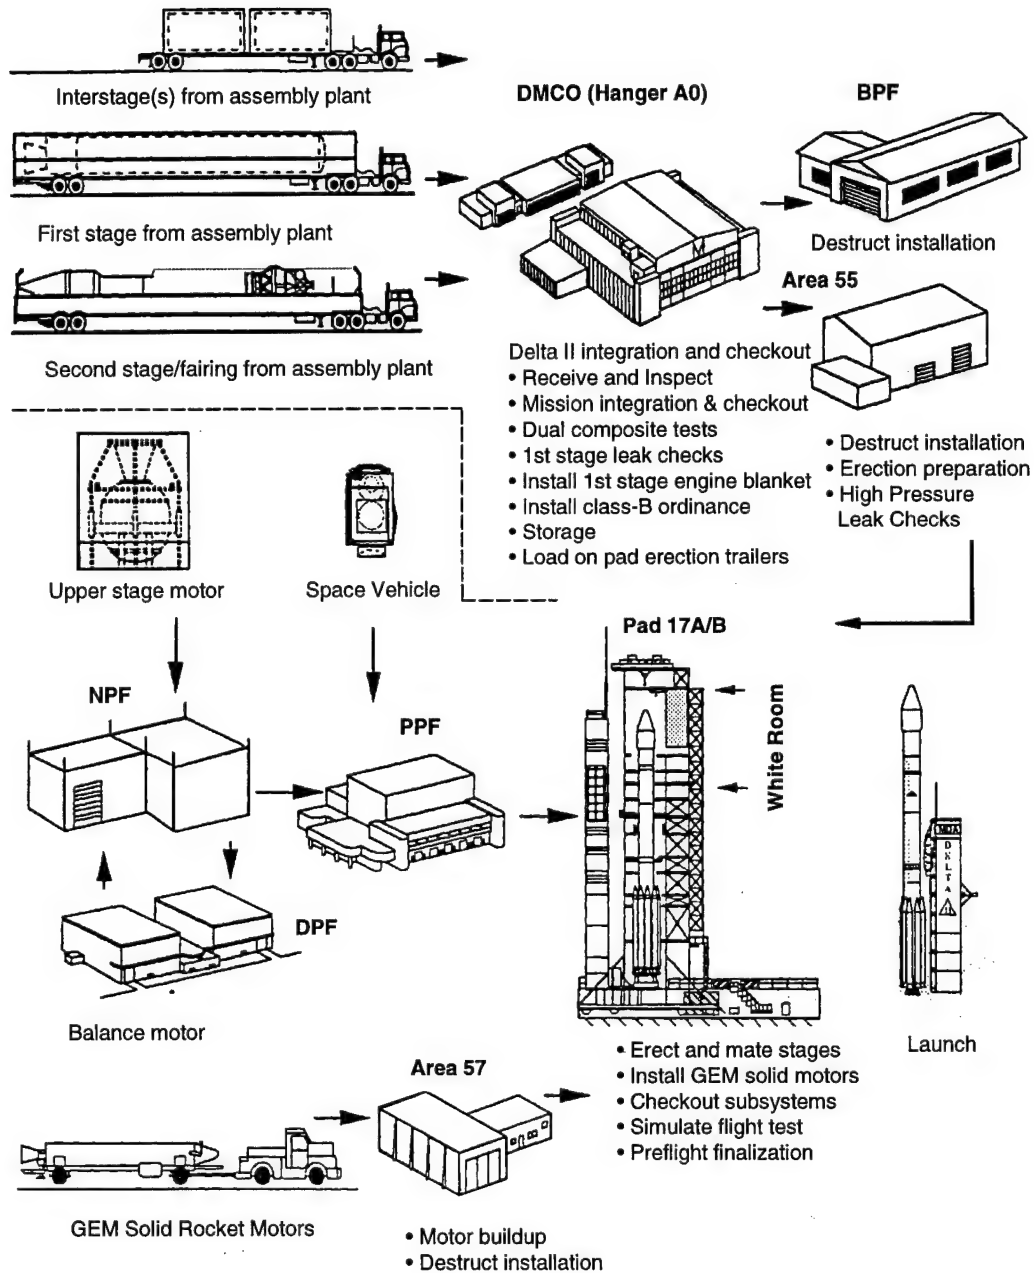 Interstage(s) from assembly plant
First stage from assembly plant
Second stage/fairing from assembly plant
DMCO (Hanger A0)
BPF
Destruct installation
Area 55
Delta II integration and checkout
• Receive and Inspect
• Mission integration & checkout
• Dual composite tests
• 1st stage leak checks
• Install 1st stage engine blanket
• Install class-B ordinance
• Storage
• Load on pad erection trailers
• Destruct installation
• Erection preparation
• High Pressure
Leak Checks
Upper stage motor
Space Vehicle
NPF
PPF
DPF
Balance motor
Pad 17A/B
White Room
• Erect and mate stages
• Install GEM solid motors
• Checkout subsystems
• Simulate flight test
• Preflight finalization
DELTA
II
Launch
Area 57
GEM Solid Rocket Motors
• Motor buildup
• Destruct installation